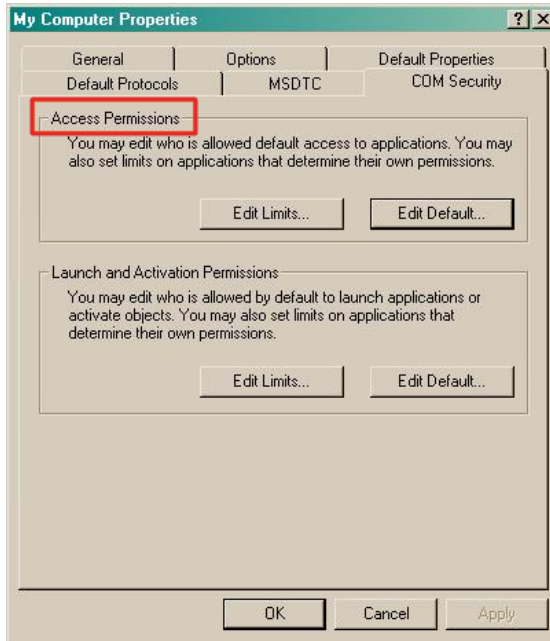 My Computer Properties
General Options Default Properties
Default Protocols MSDTC COM Security
Access Permissions
You may edit who is allowed default access to applications. You may
also set limits on applications that determine their own permissions.
Edit Limits... Edit Default...
Launch and Activation Permissions
You may edit who is allowed by default to launch applications or
activate objects. You may also set limits on applications that
determine their own permissions.
Edit Limits... Edit Default...
OK Cancel Apply